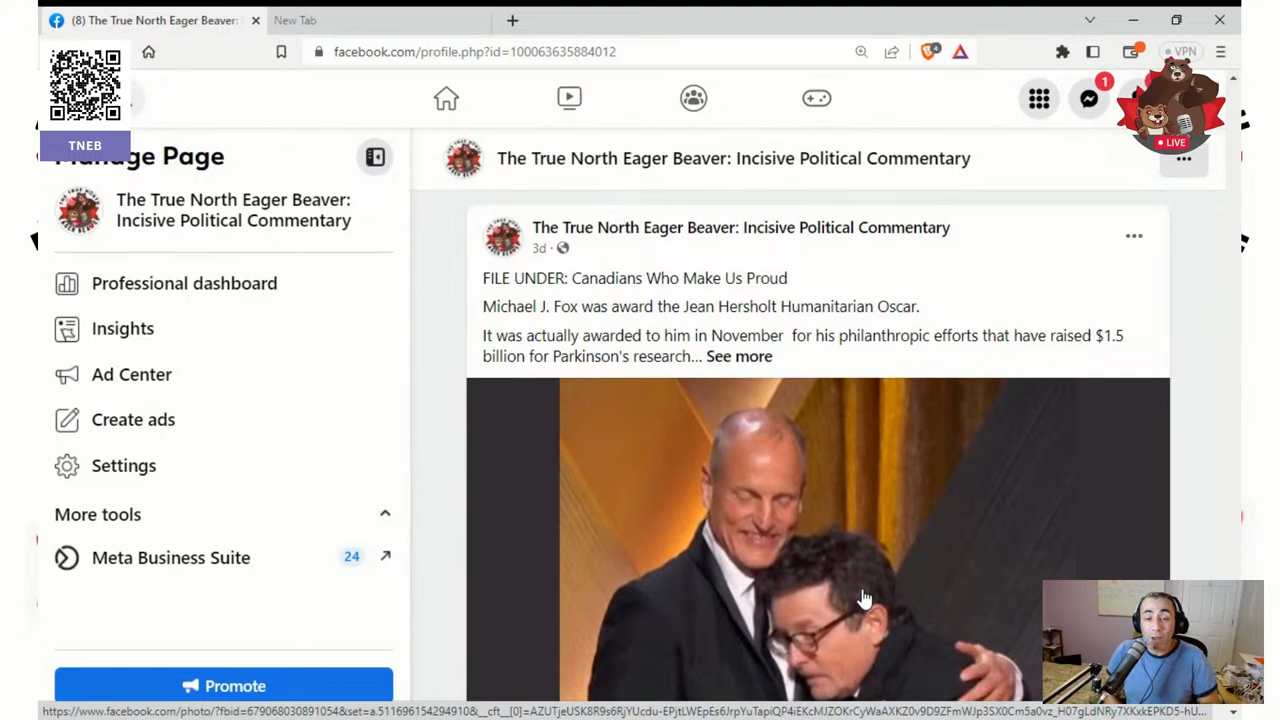 (8) The True North Eager Beaver:
New Tab
facebook.com/profile.php?id=100063635884012
4
VPN
TNEB
1
LIVE
Manage Page
The True North Eager Beaver: Incisive Political Commentary
The True North Eager Beaver:
Incisive Political Commentary
Professional dashboard
Insights
Ad Center
Create ads
Settings
More tools
Meta Business Suite
24
Promote
The True North Eager Beaver: Incisive Political Commentary
3d
FILE UNDER: Canadians Who Make Us Proud
Michael J. Fox was award the Jean Hersholt Humanitarian Oscar.
It was actually awarded to him in November for his philanthropic efforts that have raised $1.5
billion for Parkinson's research... See more